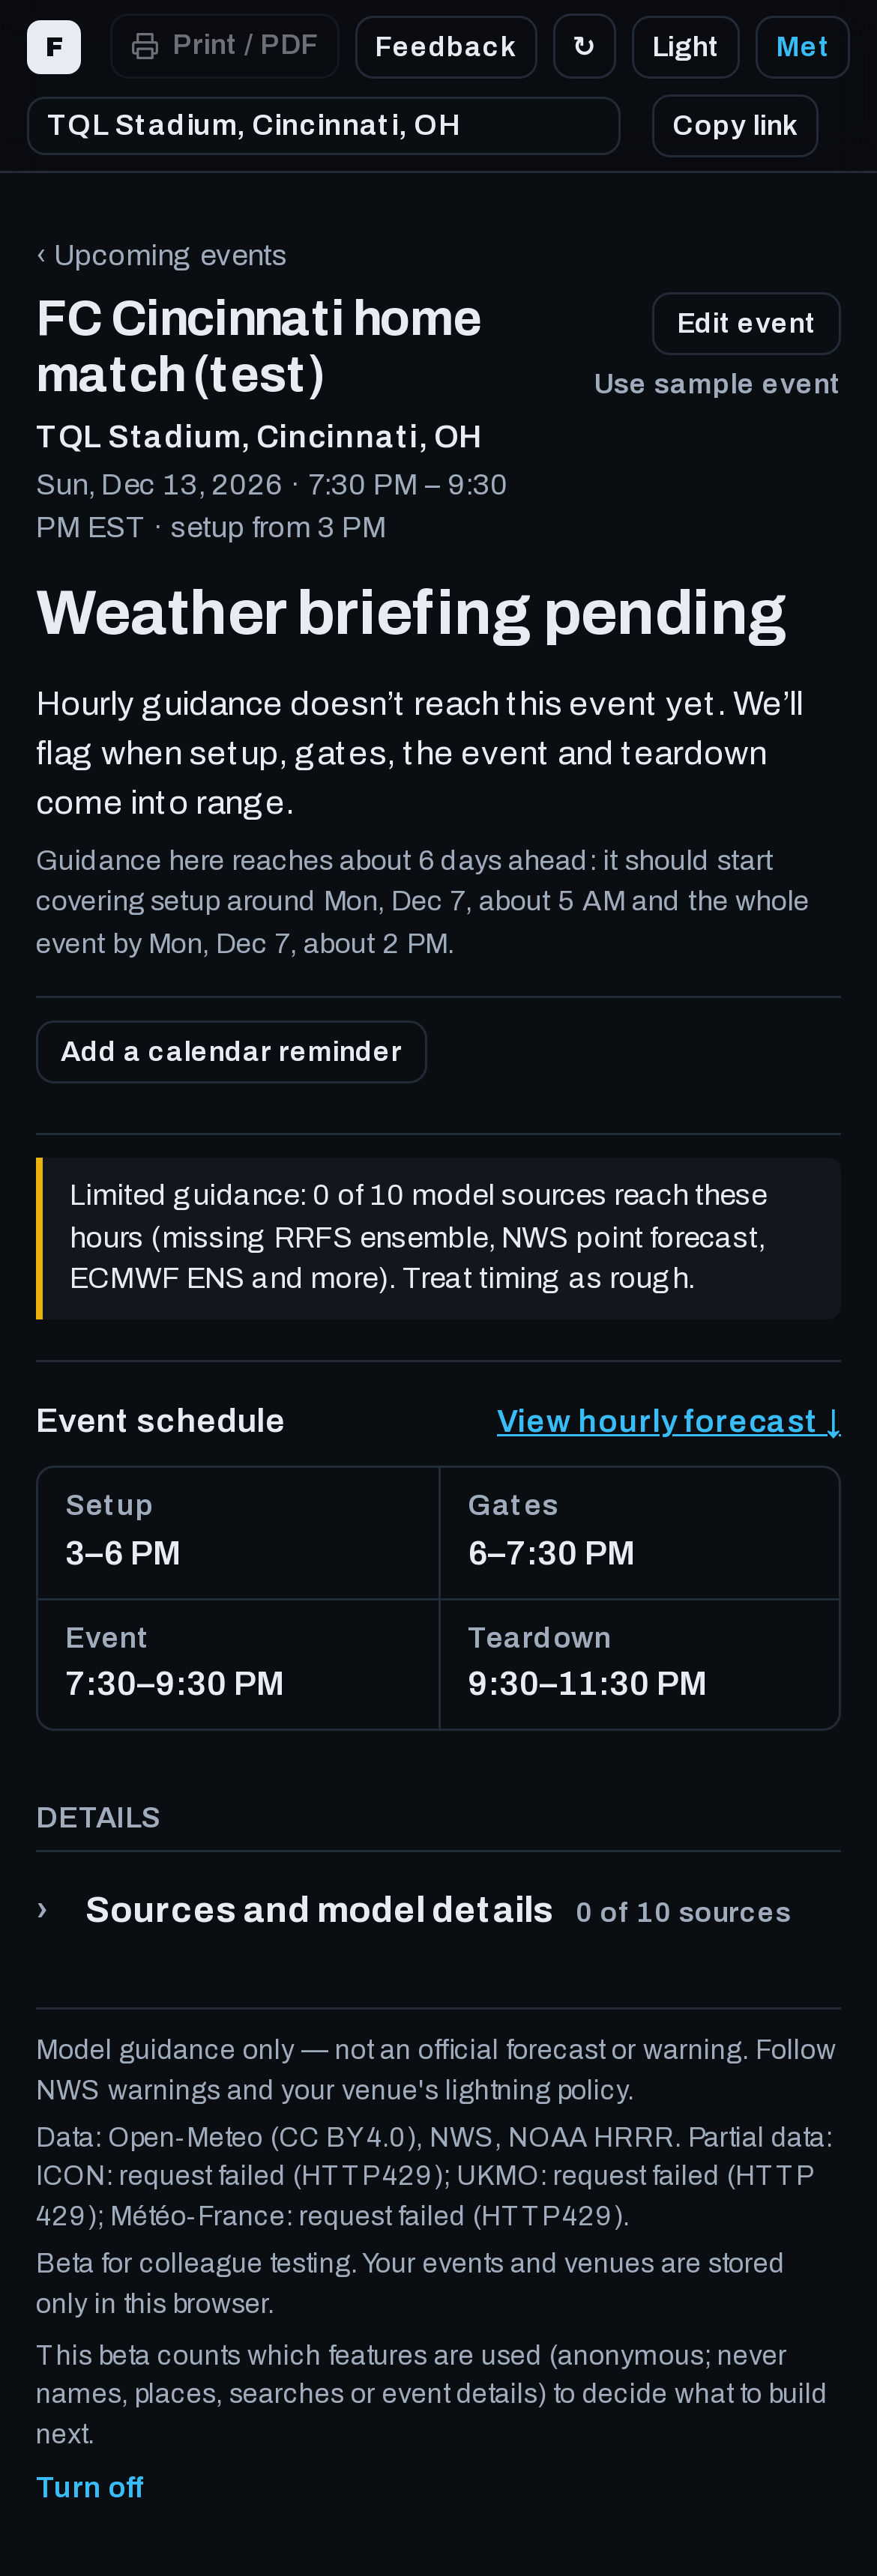 F
Print / PDF
Feedback
↻
Light
Met
TQL Stadium, Cincinnati, OH
Copy link
‹ Upcoming events
FC Cincinnati home
match (test)
Edit event
Use sample event
TQL Stadium, Cincinnati, OH
Sun, Dec 13, 2026 · 7:30 PM – 9:30
PM EST · setup from 3 PM
Weather briefing pending
Hourly guidance doesn’t reach this event yet. We’ll
flag when setup, gates, the event and teardown
come into range.
Guidance here reaches about 6 days ahead: it should start
covering setup around Mon, Dec 7, about 5 AM and the whole
event by Mon, Dec 7, about 2 PM.
Add a calendar reminder
Limited guidance: 0 of 10 model sources reach these
hours (missing RRFS ensemble, NWS point forecast,
ECMWF ENS and more). Treat timing as rough.
Event schedule
View hourly forecast ↓
Setup
3–6 PM
Gates
6–7:30 PM
Event
7:30–9:30 PM
Teardown
9:30–11:30 PM
DETAILS
› Sources and model details 0 of 10 sources
Model guidance only — not an official forecast or warning. Follow
NWS warnings and your venue's lightning policy.
Data: Open-Meteo (CC BY 4.0), NWS, NOAA HRRR. Partial data:
ICON: request failed (HTTP 429); UKMO: request failed (HTTP
429); Météo-France: request failed (HTTP 429).
Beta for colleague testing. Your events and venues are stored
only in this browser.
This beta counts which features are used (anonymous; never
names, places, searches or event details) to decide what to build
next.
Turn off